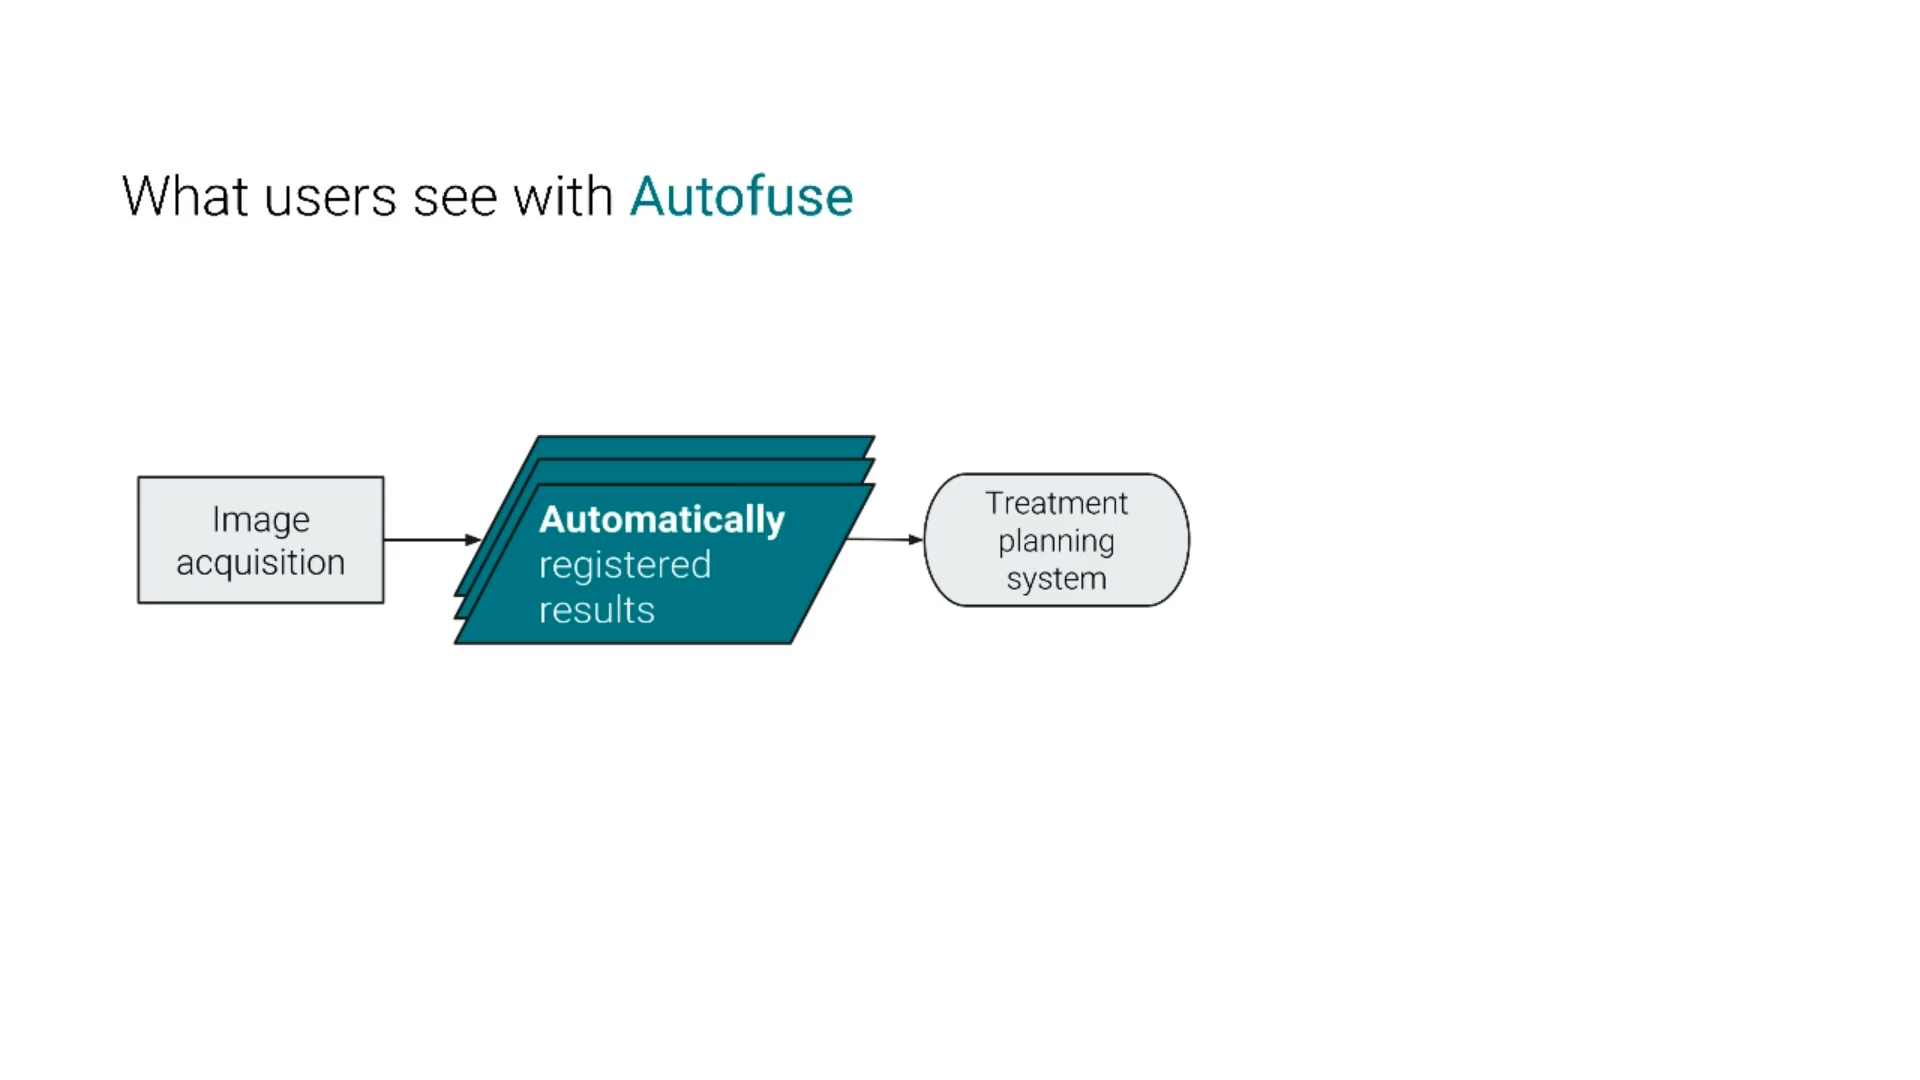 What users see with Autofuse
Image
acquisition
Automatically
registered
results
Treatment
planning
system